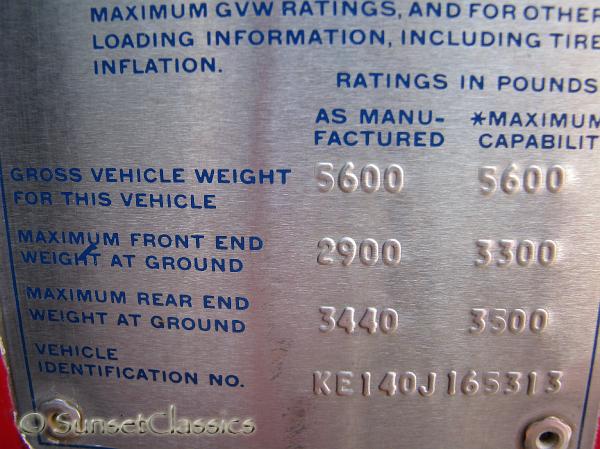 MAXIMUM GVW RATINGS, AND FOR OTHER
LOADING INFORMATION, INCLUDING TIRE
INFLATION.
RATINGS IN POUNDS
AS MANU- *MAXIMUM
FACTURED CAPABILIT
GROSS VEHICLE WEIGHT 5600 5600
FOR THIS VEHICLE
MAXIMUM FRONT END 2900 3300
WEIGHT AT GROUND
MAXIMUM REAR END 3440 3500
WEIGHT AT GROUND
VEHICLE
IDENTIFICATION NO. KE140J165313
© SunsetClassics